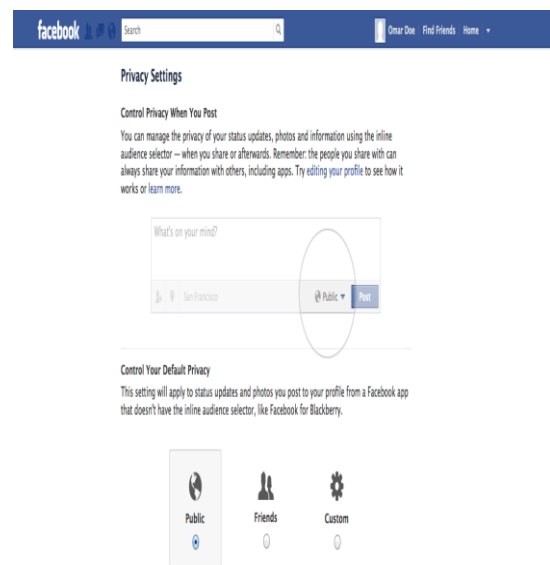 facebook Search Omar Doe Find Friends Home
Privacy Settings
Control Privacy When You Post
You can manage the privacy of your status updates, photos and information using the inline
audience selector — when you share or afterwards. Remember: the people you share with can
always share your information with others, including apps. Try editing your profile to see how it
works or learn more.
What's on your mind?
San Francisco Public Post
Control Your Default Privacy
This setting will apply to status updates and photos you post to your profile from a Facebook app
that doesn't have the inline audience selector, like Facebook for Blackberry.
Public Friends Custom